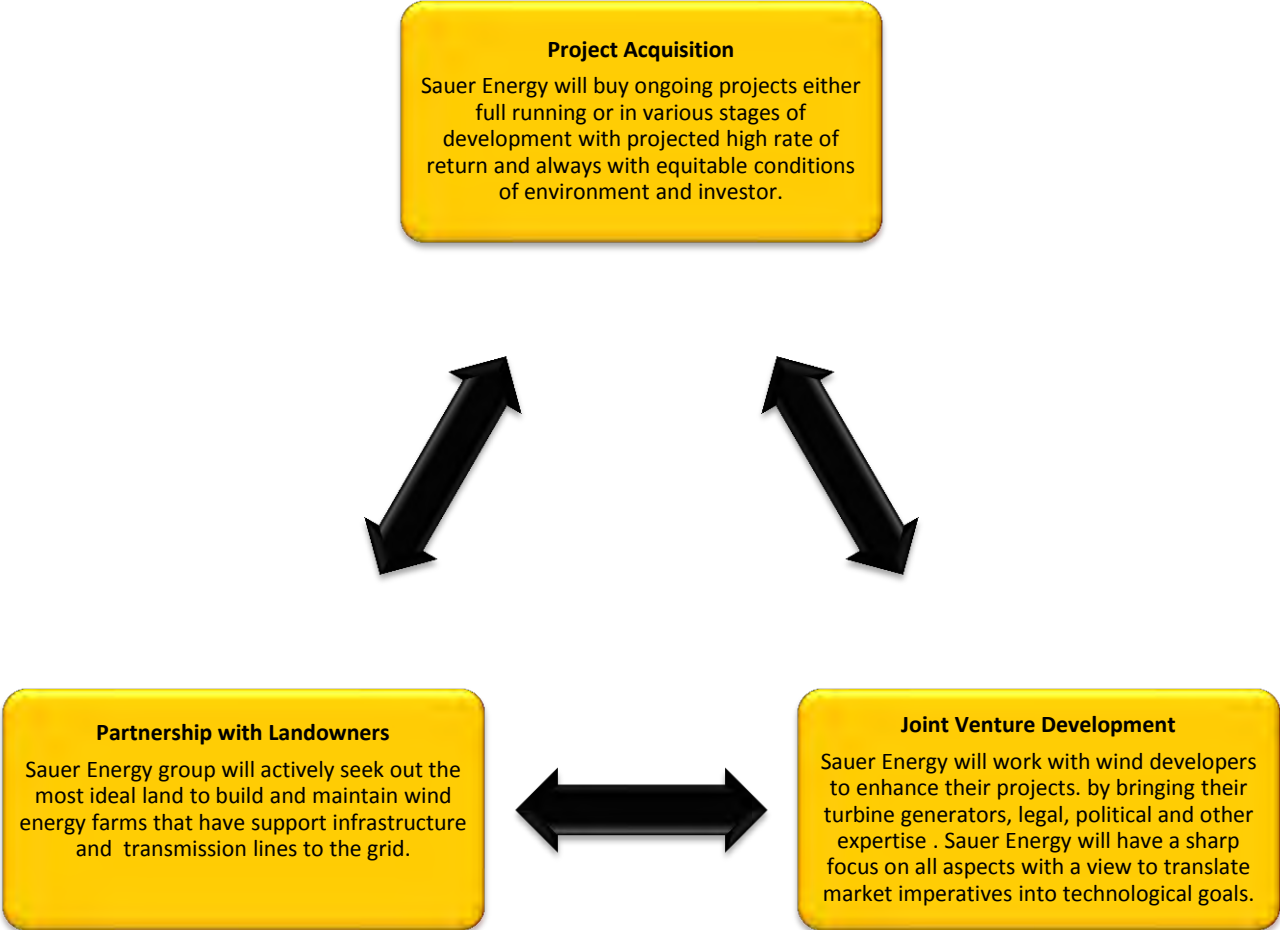 Project Acquisition
Sauer Energy will buy ongoing projects either
full running or in various stages of
development with projected high rate of
return and always with equitable conditions
of environment and investor.
Partnership with Landowners
Sauer Energy group will actively seek out the
most ideal land to build and maintain wind
energy farms that have support infrastructure
and  transmission lines to the grid.
Joint Venture Development
Sauer Energy will work with wind developers
to enhance their projects. by bringing their
turbine generators, legal, political and other
expertise . Sauer Energy will have a sharp
focus on all aspects with a view to translate
market imperatives into technological goals.